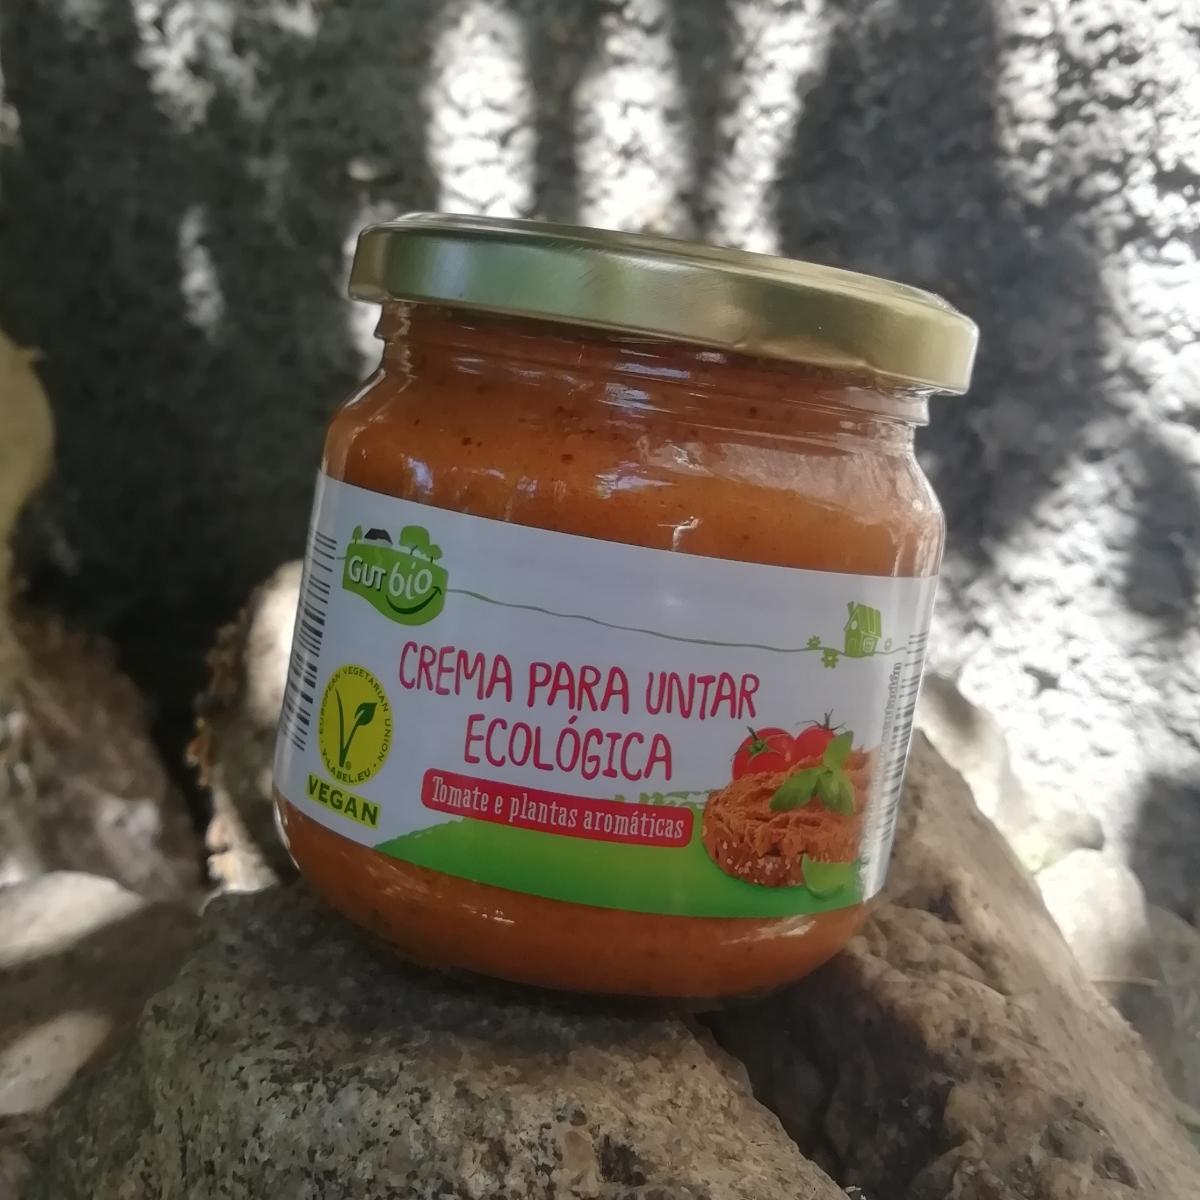 GUT bio
CREMA PARA UNTAR
ECOLÓGICA
Tomate e plantas aromáticas
EUROPEAN VEGETARIAN UNION
V-LABEL.EU
VEGAN